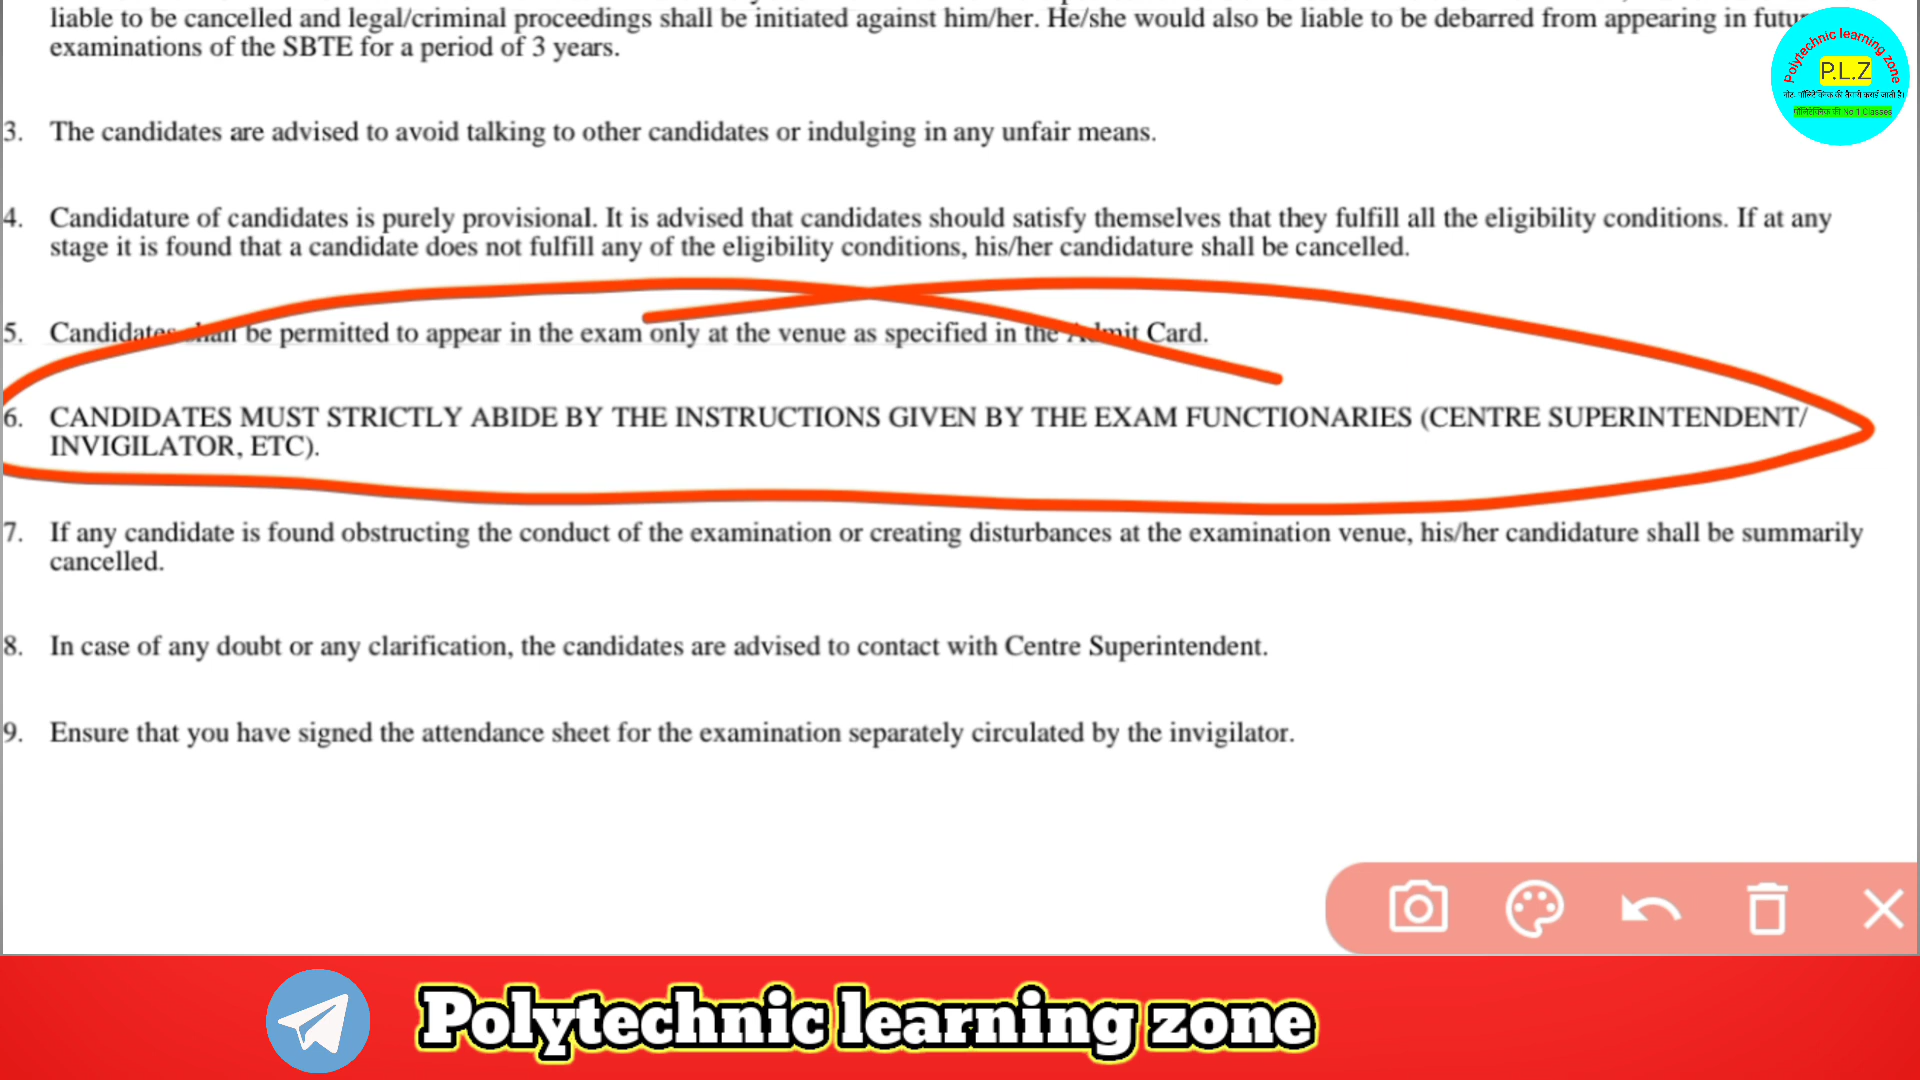 liable to be cancelled and legal/criminal proceedings shall be initiated against him/her. He/she would also be liable to be debarred from appearing in
examinations of the SBTE for a period of 3 years.
Polytechnic learning zone
P.L.Z
3. The candidates are advised to avoid talking to other candidates or indulging in any unfair means.
4. Candidature of candidates is purely provisional. It is advised that candidates should satisfy themselves that they fulfill all the eligibility conditions. If at any
stage it is found that a candidate does not fulfill any of the eligibility conditions, his/her candidature shall be cancelled.
5. Candidates shall be permitted to appear in the exam only at the venue as specified in the Admit Card.
6. CANDIDATES MUST STRICTLY ABIDE BY THE INSTRUCTIONS GIVEN BY THE EXAM FUNCTIONARIES (CENTRE SUPERINTENDENT/
INVIGILATOR, ETC).
7. If any candidate is found obstructing the conduct of the examination or creating disturbances at the examination venue, his/her candidature shall be summarily
cancelled.
8. In case of any doubt or any clarification, the candidates are advised to contact with Centre Superintendent.
9. Ensure that you have signed the attendance sheet for the examination separately circulated by the invigilator.
Polytechnic learning zone